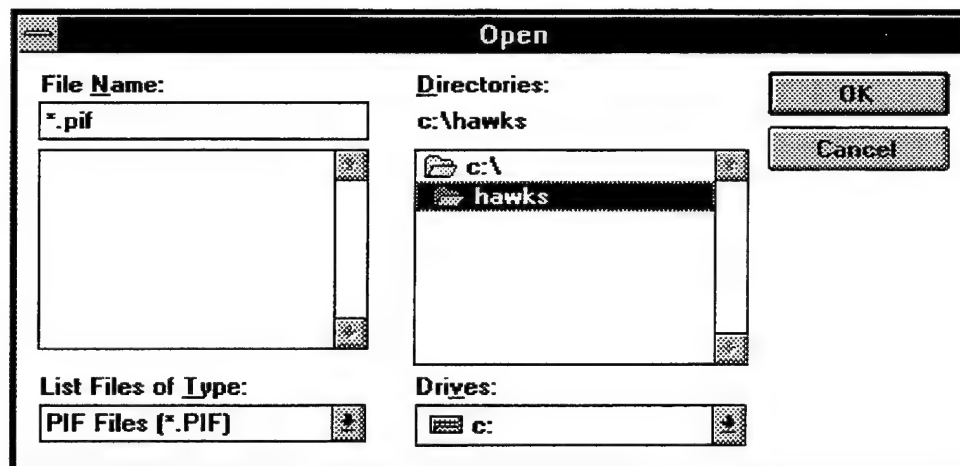 Open
File Name:
*.pif
Directories:
c:\hawks
OK
Cancel
c:\
hawks
List Files of Type:
PIF Files (*.PIF)
Drives:
c: